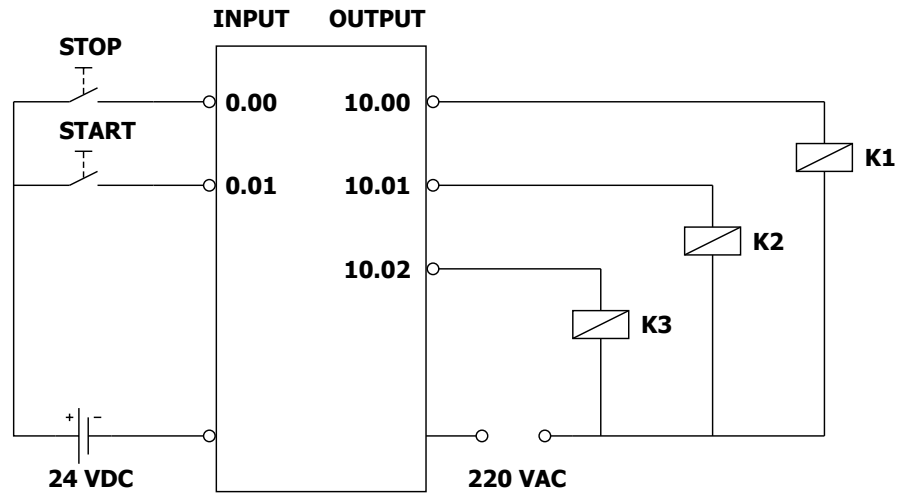 INPUT OUTPUT
STOP
0.00 10.00
START
K1
0.01 10.01
K2
10.02
K3
+ −
24 VDC 220 VAC